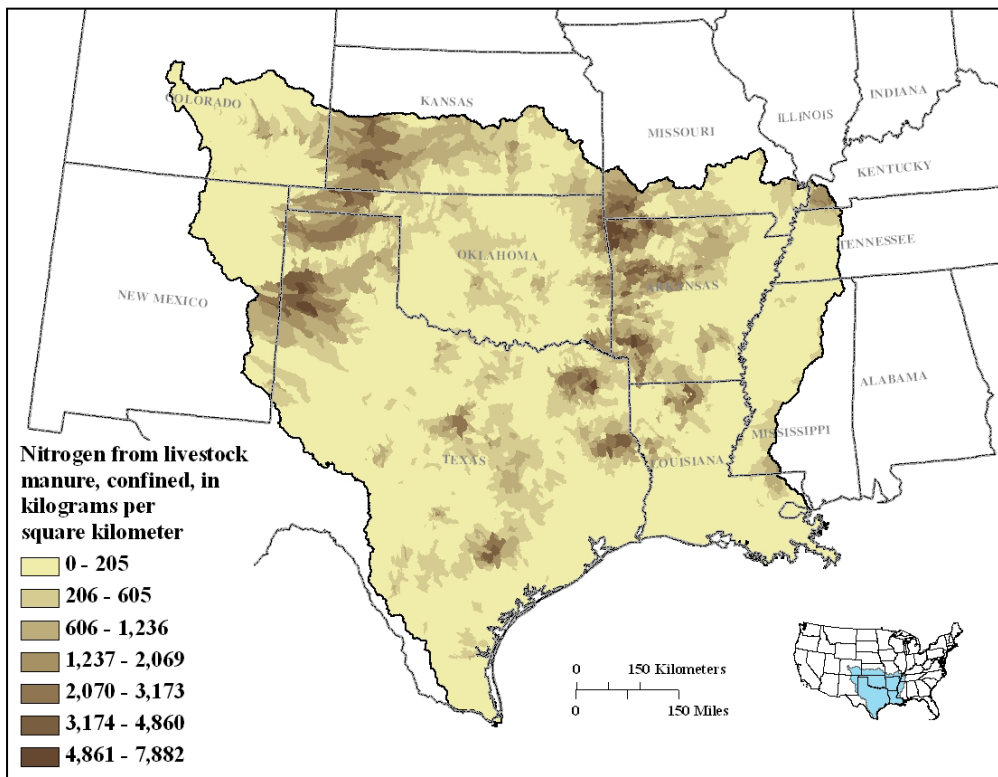 COLORADO
KANSAS
MISSOURI
ILLINOIS
INDIANA
KENTUCKY
TENNESSEE
OKLAHOMA
ARKANSAS
NEW MEXICO
ALABAMA
MISSISSIPPI
TEXAS
LOUISIANA
Nitrogen from livestock
manure, confined, in
kilograms per
square kilometer
0 - 205
206 - 605
606 - 1,236
1,237 - 2,069
2,070 - 3,173
3,174 - 4,860
4,861 - 7,882
0 150 Kilometers
0 150 Miles